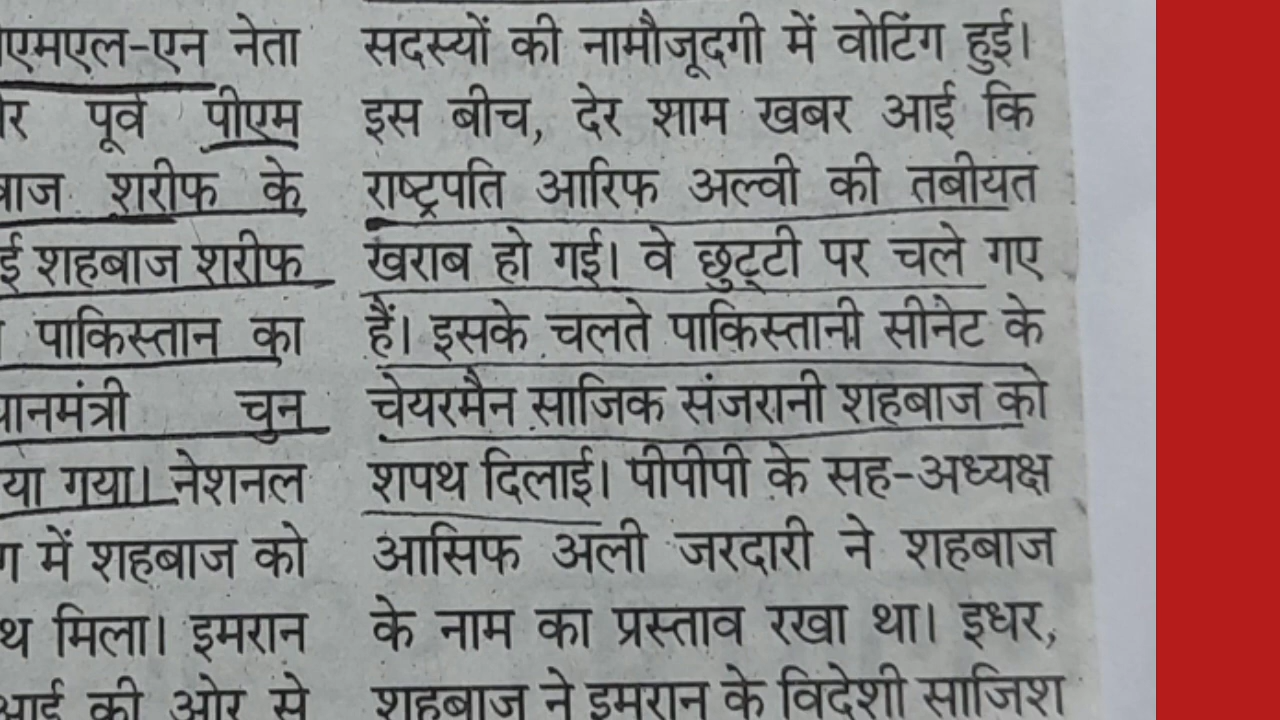 एमएल-एन नेता
पूर्व पीएम
शरीफ के
शहबाज शरीफ
पाकिस्तान का
चुन
गया। नेशनल
में शहबाज को
मिला। इमरान
की ओर से
सदस्यों की नामौजूदगी में वोटिंग हुई।
इस बीच, देर शाम खबर आई कि
राष्ट्रपति आरिफ अल्वी की तबीयत
खराब हो गई। वे छुट्टी पर चले गए
हैं। इसके चलते पाकिस्तानी सीनेट के
चेयरमैन साजिक संजरानी शहबाज को
शपथ दिलाई। पीपीपी के सह-अध्यक्ष
आसिफ अली जरदारी ने शहबाज
के नाम का प्रस्ताव रखा था। इधर,
शहबाज ने इमरान के विदेशी साजिश